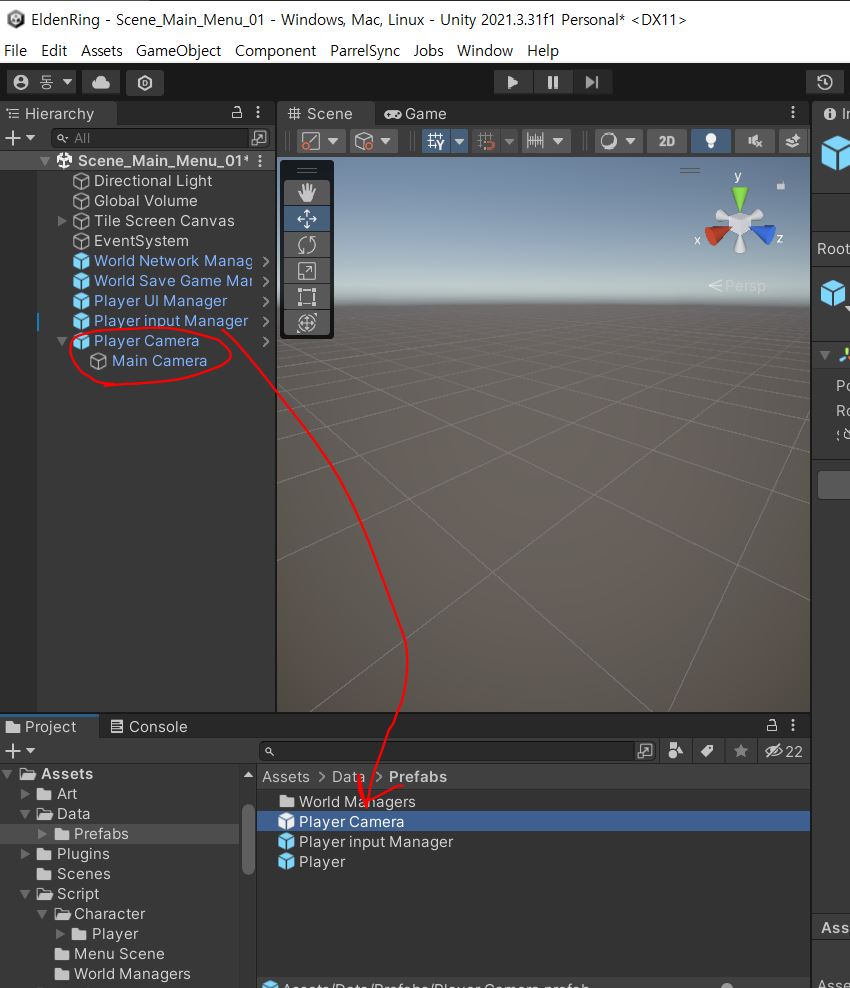 EldenRing - Scene_Main_Menu_01 - Windows, Mac, Linux - Unity 2021.3.31f1 Personal* <DX11>
File Edit Assets GameObject Component ParrelSync Jobs Window Help
동
Hierarchy
Scene
Game
All
2D
Scene_Main_Menu_01*
Directional Light
Global Volume
Tile Screen Canvas
EventSystem
World Network Manag
World Save Game Mar
Player UI Manager
Player input Manager
Player Camera
Main Camera
y
x
z
Persp
Root
Project
Console
22
Assets
Art
Data
Prefabs
Plugins
Scenes
Script
Character
Player
Menu Scene
World Managers
Assets > Data > Prefabs
World Managers
Player Camera
Player input Manager
Player
Assets/Data/Prefabs/Player Camera.prefab
Ass